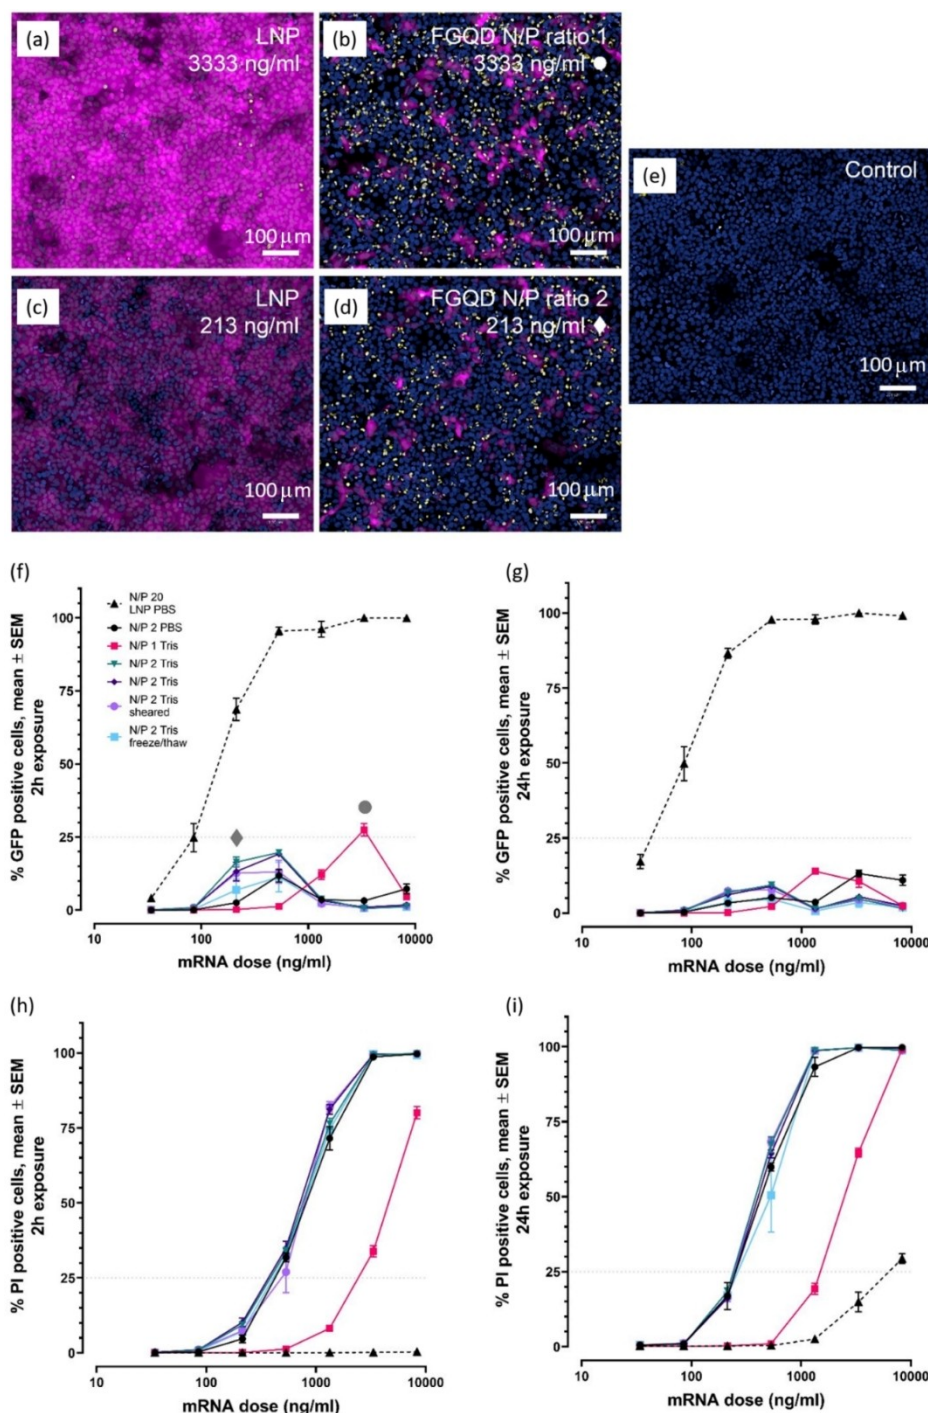 (a)
LNP
3333 ng/ml
100 μm
(b)
FGQD N/P ratio 1
3333 ng/ml ●
100 μm
(c)
LNP
213 ng/ml
100 μm
(d)
FGQD N/P ratio 2
213 ng/ml ♦
100 μm
(e)
Control
100 μm
(f)
% GFP positive cells, mean ± SEM
2h exposure
100
75
50
25
0
N/P 20
LNP PBS
N/P 2 PBS
N/P 1 Tris
N/P 2 Tris
N/P 2 Tris
N/P 2 Tris
sheared
N/P 2 Tris
freeze/thaw
10 100 1000 10000
mRNA dose (ng/ml)
(g)
% GFP positive cells, mean ± SEM
24h exposure
100
75
50
25
0
10 100 1000 10000
mRNA dose (ng/ml)
(h)
% PI positive cells, mean ± SEM
2h exposure
100
75
50
25
0
10 100 1000 10000
mRNA dose (ng/ml)
(i)
% PI positive cells, mean ± SEM
24h exposure
100
75
50
25
0
10 100 1000 10000
mRNA dose (ng/ml)